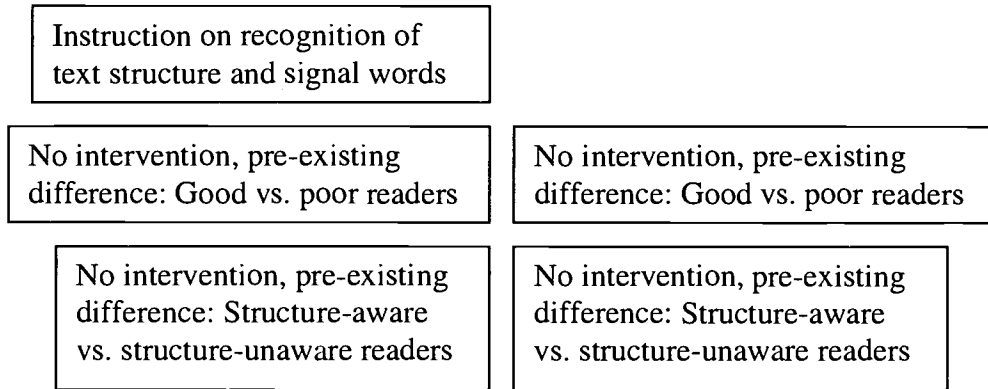 Instruction on recognition of
text structure and signal words
No intervention, pre-existing
difference: Good vs. poor readers
No intervention, pre-existing
difference: Good vs. poor readers
No intervention, pre-existing
difference: Structure-aware
vs. structure-unaware readers
No intervention, pre-existing
difference: Structure-aware
vs. structure-unaware readers